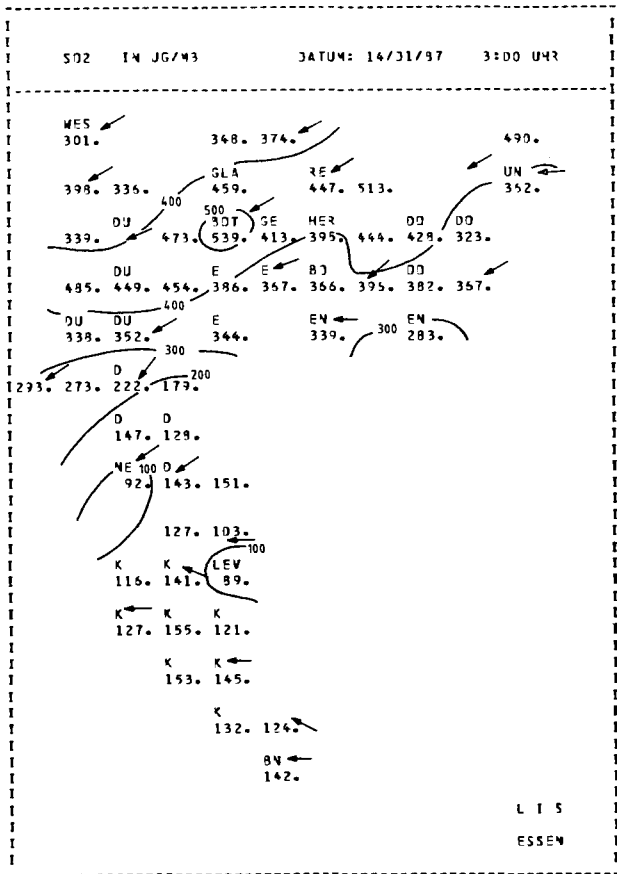 SO2 IN JG/M3 DATUM: 14/01/87 3:00 UHR
WES
301. 348. 374. 490.
GLA RE UN
398. 336. 459. 447. 513. 352.
400
500
DU BOT GE HER DO DO
339. 473. 539. 413. 395. 444. 428. 323.
DU E E BO DO
485. 449. 454. 386. 367. 366. 395. 382. 367.
400
DU DU E EN 300 EN
338. 352. 344. 339. 283.
300
D 200
293. 273. 222. 179.
D D
147. 128.
NE 100 D
92. 143. 151.
127. 103.
100
K K LEV
116. 141. 89.
K K K
127. 155. 121.
K K
153. 145.
K
132. 124.
BN
142.
L I S
ESSEN